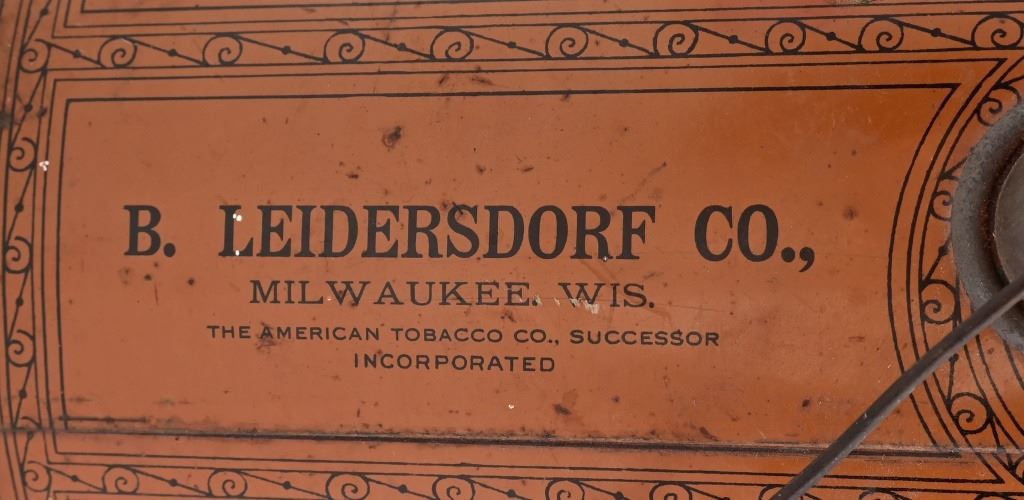 B. LEIDERSDORF CO.,
MILWAUKEE, WIS.
THE AMERICAN TOBACCO CO., SUCCESSOR
INCORPORATED